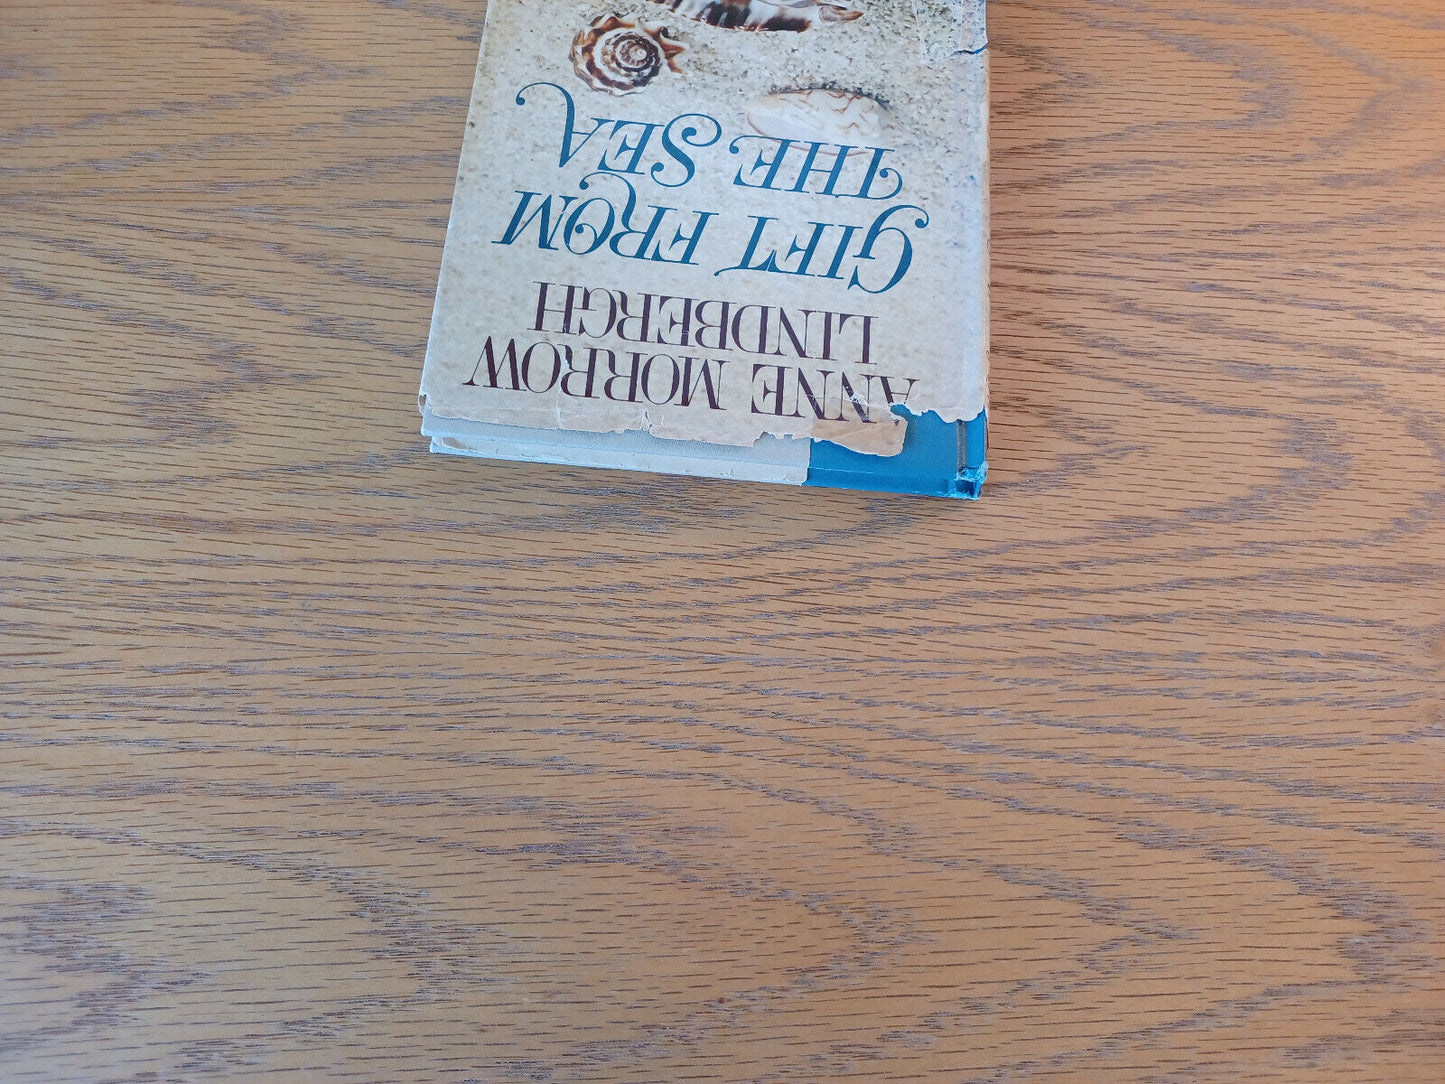 ANNE MORROW
LINDBERGH
GIFT FROM
THE SEA